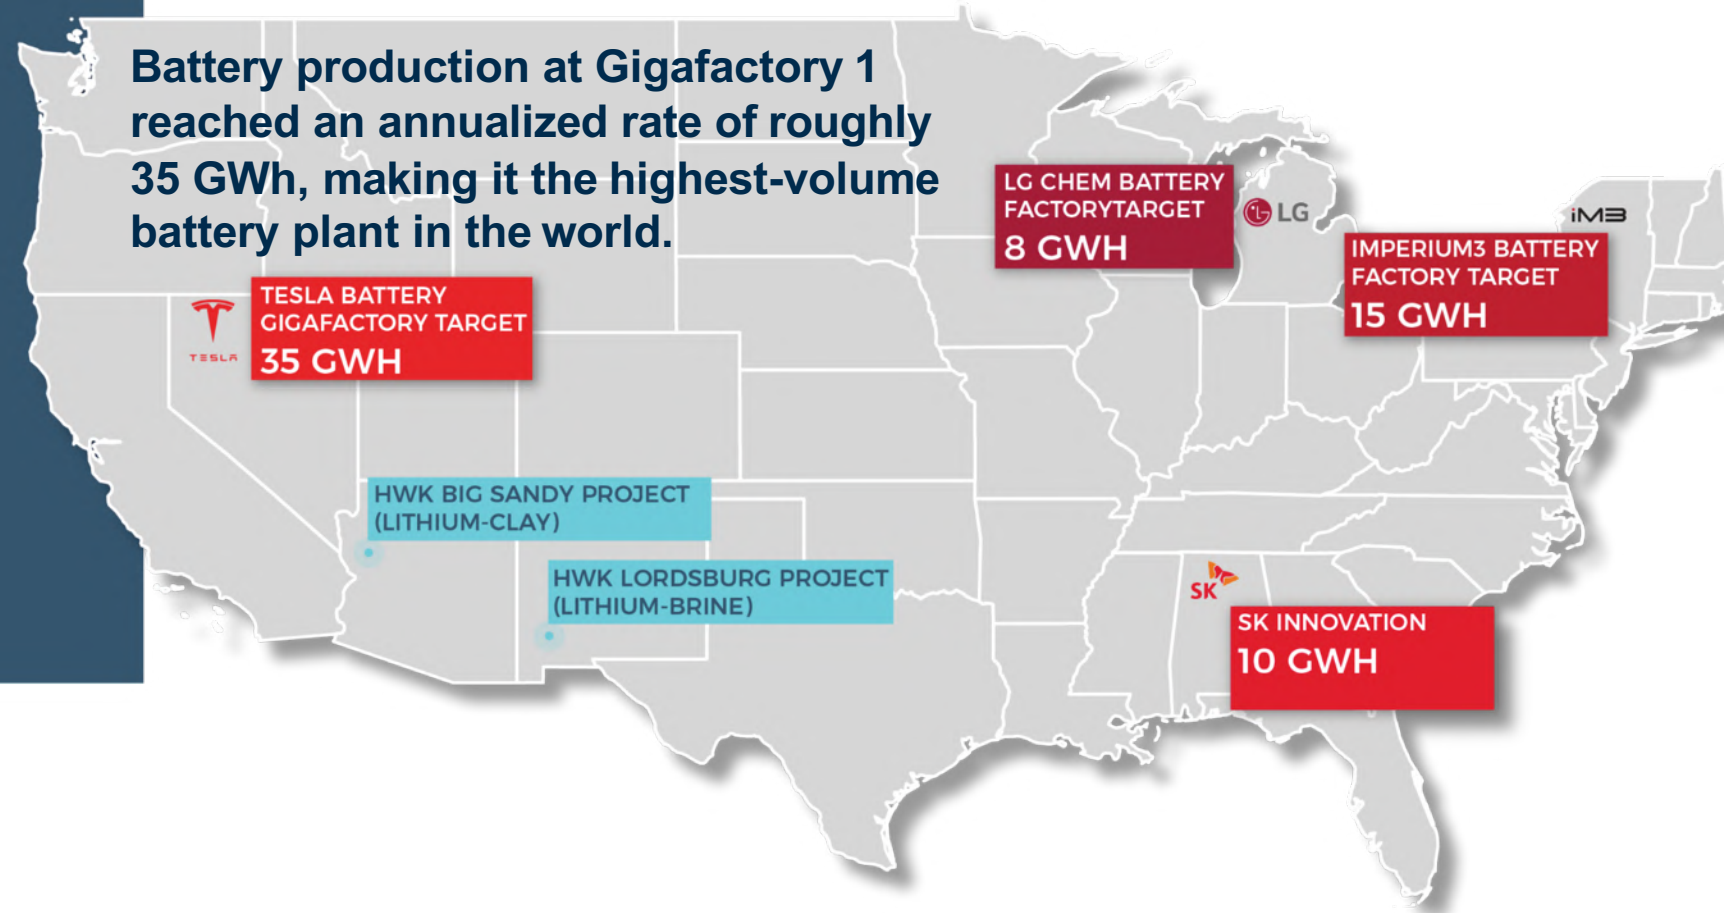 Battery production at Gigafactory 1
reached an annualized rate of roughly
35 GWh, making it the highest-volume
battery plant in the world.
LG CHEM BATTERY
FACTORYTARGET
8 GWH
LG
iM3
IMPERIUM3 BATTERY
FACTORY TARGET
15 GWH
TESLA
TESLA BATTERY
GIGAFACTORY TARGET
35 GWH
HWK BIG SANDY PROJECT
(LITHIUM-CLAY)
HWK LORDSBURG PROJECT
(LITHIUM-BRINE)
SK
SK INNOVATION
10 GWH